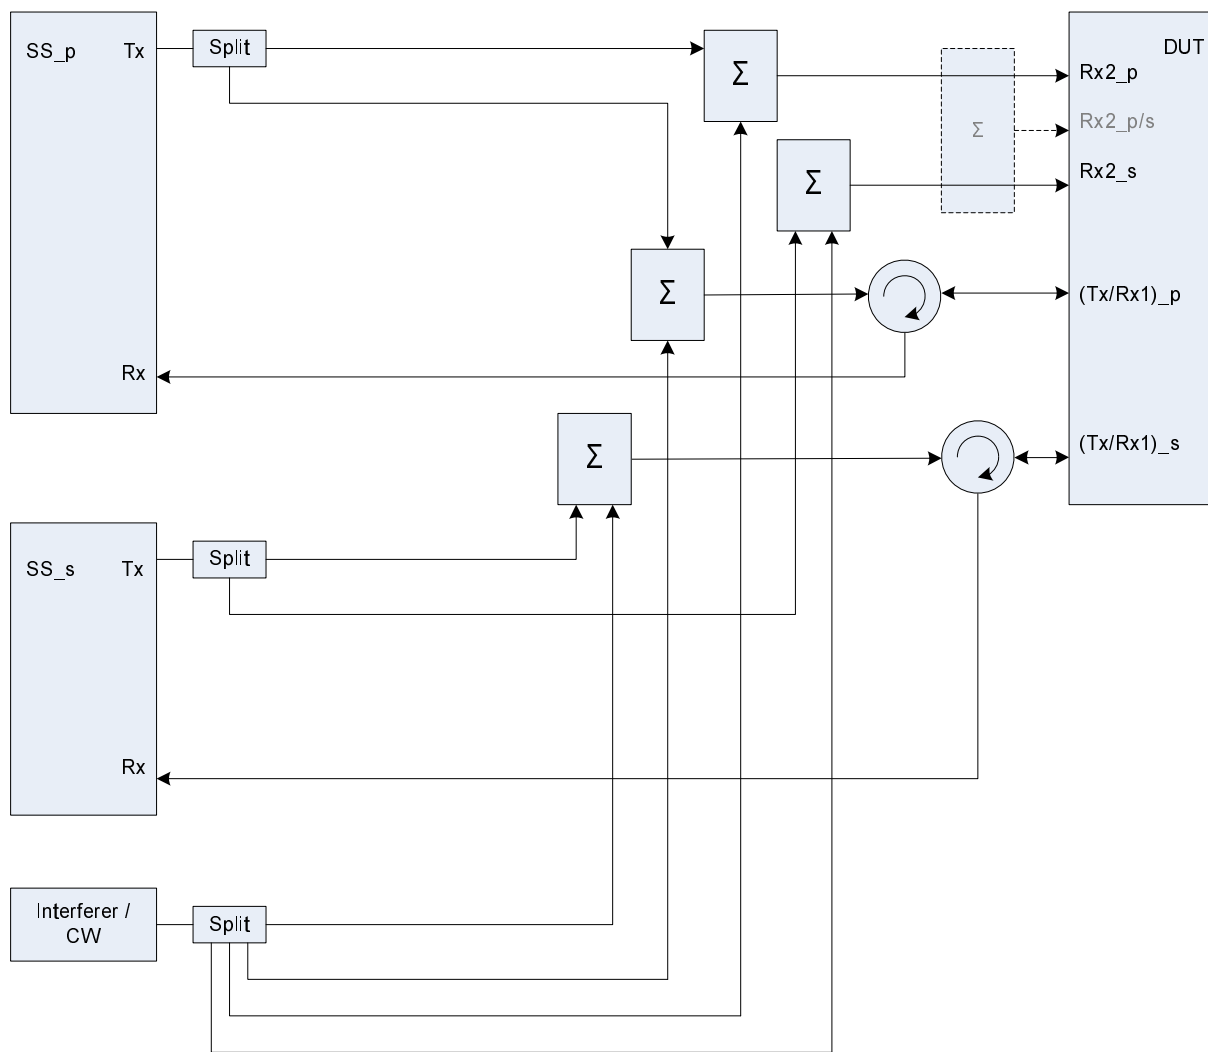 SS_p
Tx
Split
Σ
DUT
Rx2_p
Σ
Rx2_p/s
Σ
Rx2_s
Σ
(Tx/Rx1)_p
Rx
Σ
(Tx/Rx1)_s
SS_s
Tx
Split
Rx
Interferer /
CW
Split